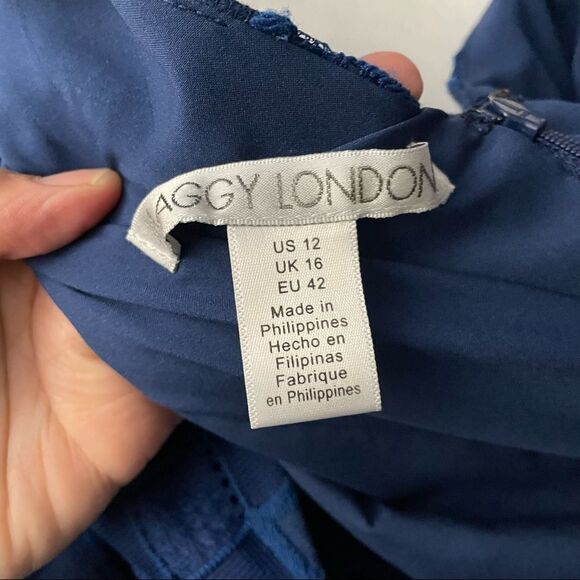 AGGY LONDON
US 12
UK 16
EU 42
Made in
Philippines
Hecho en
Filipinas
Fabrique
en Philippines